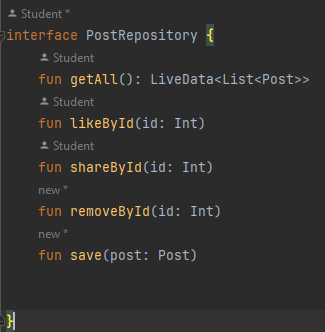 Student *
interface PostRepository {
Student
fun getAll(): LiveData<List<Post>>
Student
fun likeById(id: Int)
Student
fun shareById(id: Int)
new *
fun removeById(id: Int)
new *
fun save(post: Post)
}